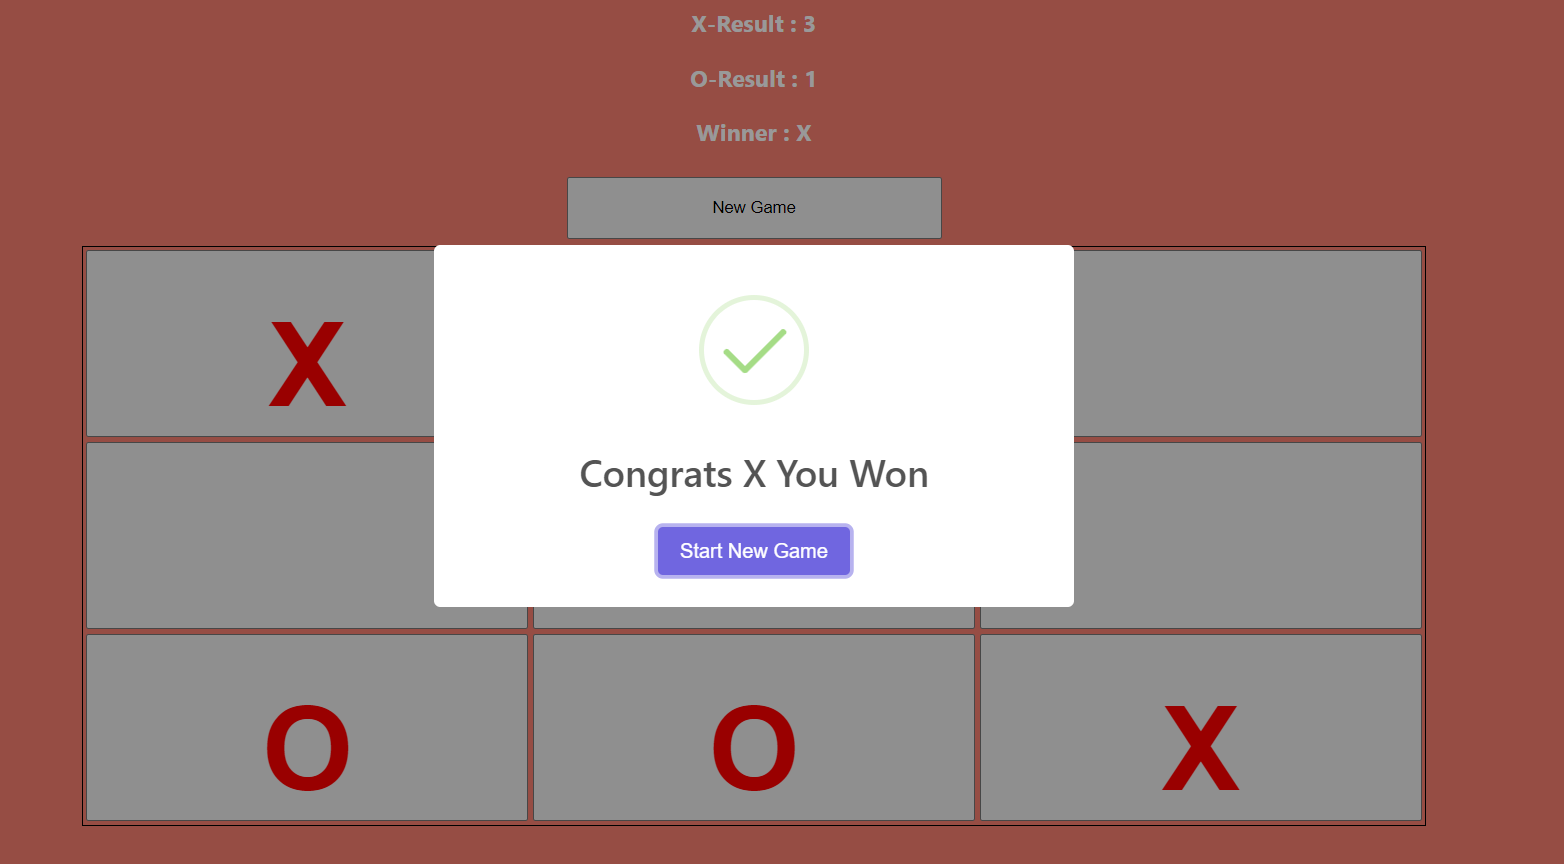 X-Result : 3
O-Result : 1
Winner : X
New Game
X
Congrats X You Won
Start New Game
O O X